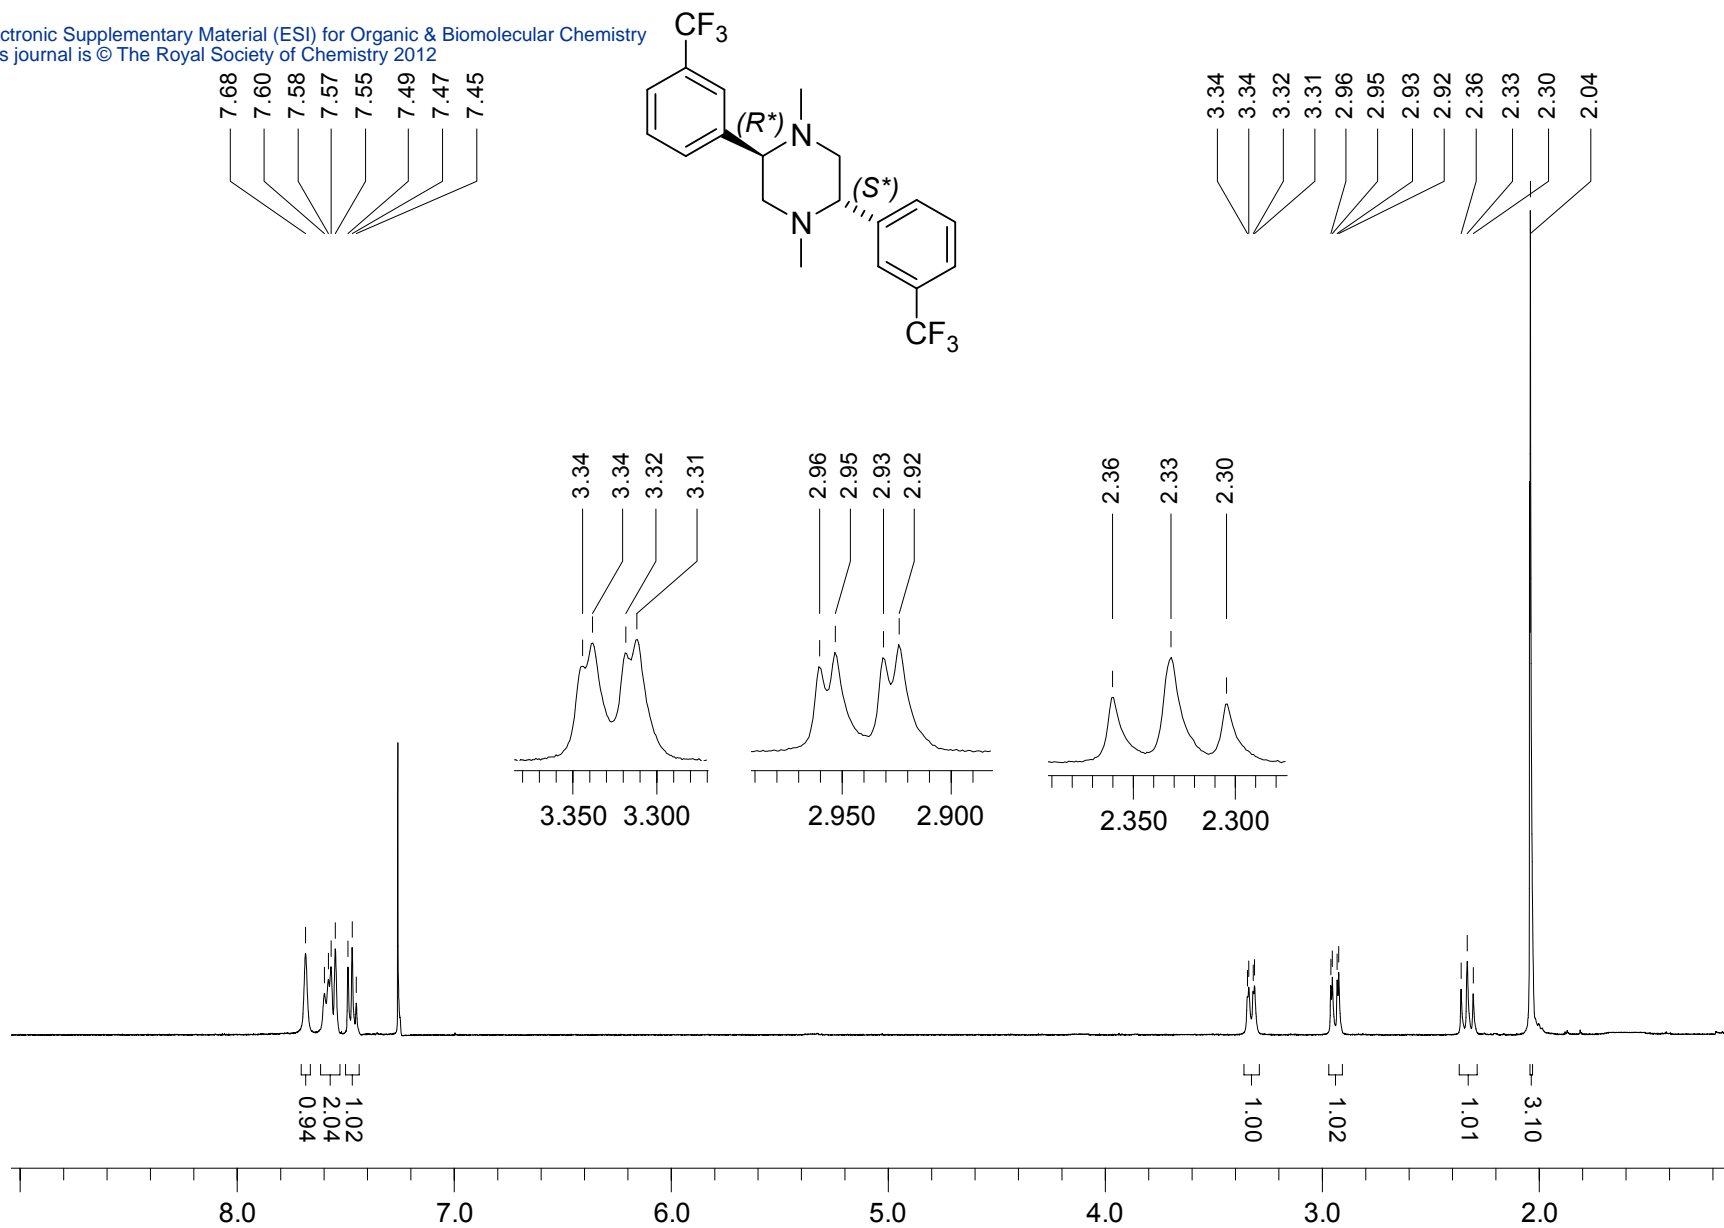 ctronic Supplementary Material (ESI) for Organic & Biomolecular Chemistry
s journal is © The Royal Society of Chemistry 2012
CF3
7.68 7.60 7.58 7.57 7.55 7.49 7.47 7.45
3.34 3.34 3.32 3.31 2.96 2.95 2.93 2.92 2.36 2.33 2.30 2.04
(R*)
N
(S*)
N
CF3
3.34 3.34 3.32 3.31
2.96 2.95 2.93 2.92
2.36 2.33 2.30
3.350 3.300
2.950 2.900
2.350 2.300
0.94 2.04 1.02 1.00 1.02 1.01 3.10
8.0 7.0 6.0 5.0 4.0 3.0 2.0